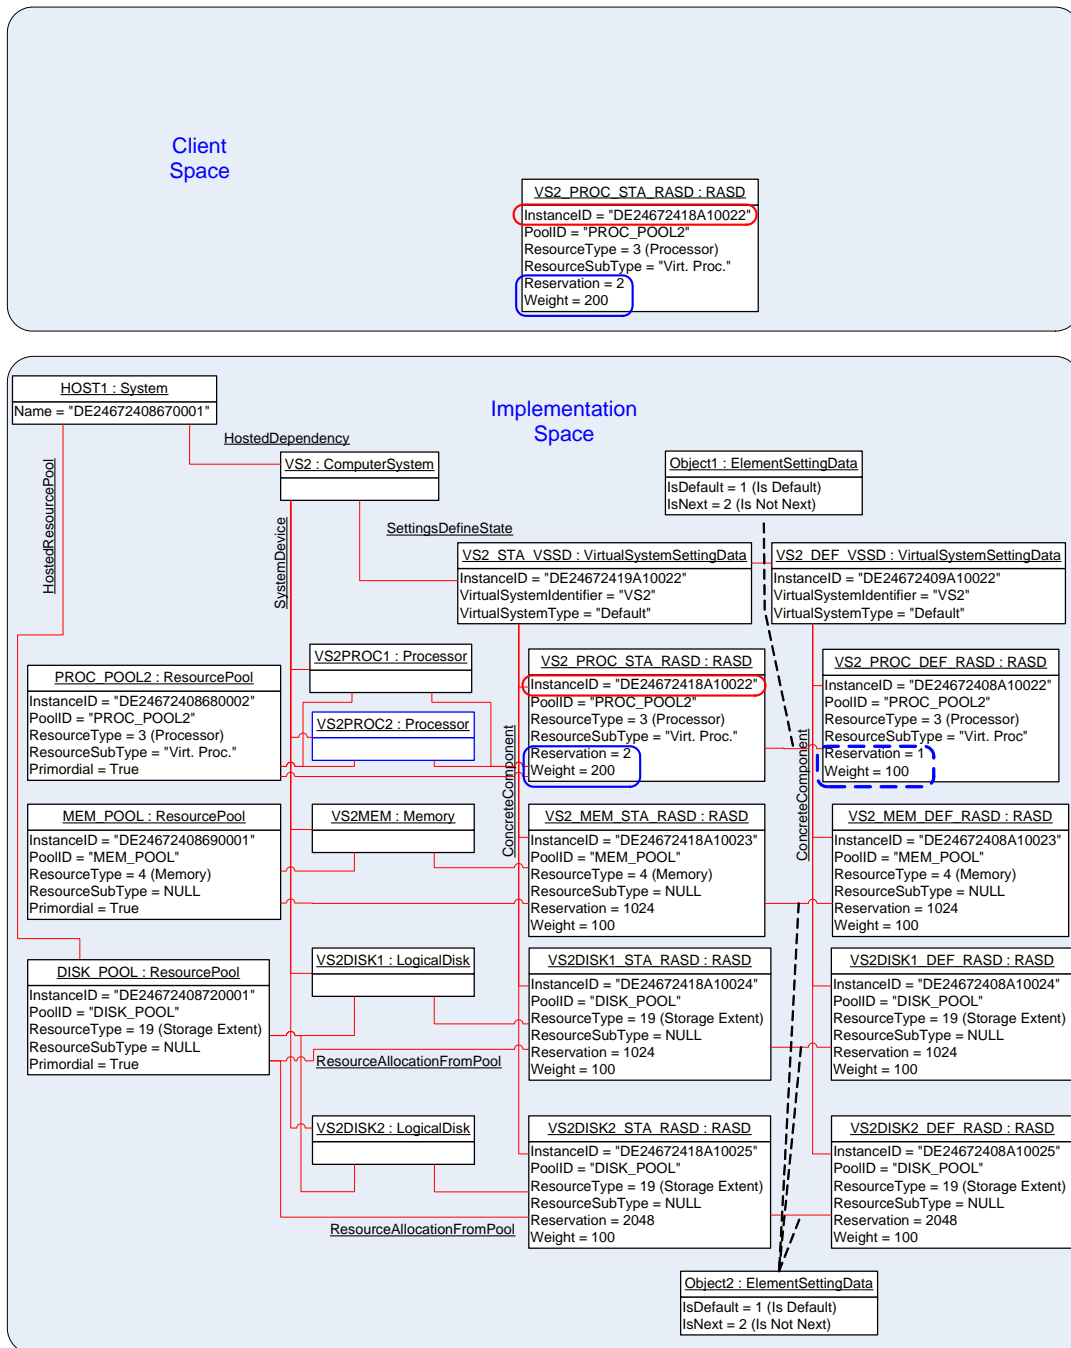 Client
Space
VS2_PROC_STA_RASD : RASD
InstanceID = "DE24672418A10022"
PoolID = "PROC_POOL2"
ResourceType = 3 (Processor)
ResourceSubType = "Virt. Proc."
Reservation = 2
Weight = 200
HOST1 : System
Name = "DE24672408670001"
Implementation
Space
HostedDependency
HostedResourcePool
VS2 : ComputerSystem
Object1 : ElementSettingData
IsDefault = 1 (Is Default)
IsNext = 2 (Is Not Next)
SystemDevice
SettingsDefineState
VS2_STA_VSSD : VirtualSystemSettingData
InstanceID = "DE24672419A10022"
VirtualSystemIdentifier = "VS2"
VirtualSystemType = "Default"
VS2_DEF_VSSD : VirtualSystemSettingData
InstanceID = "DE24672409A10022"
VirtualSystemIdentifier = "VS2"
VirtualSystemType = "Default"
PROC_POOL2 : ResourcePool
InstanceID = "DE24672408680002"
PoolID = "PROC_POOL2"
ResourceType = 3 (Processor)
ResourceSubType = "Virt. Proc."
Primordial = True
VS2PROC1 : Processor
VS2PROC2 : Processor
VS2_PROC_STA_RASD : RASD
InstanceID = "DE24672418A10022"
PoolID = "PROC_POOL2"
ResourceType = 3 (Processor)
ResourceSubType = "Virt. Proc."
Reservation = 2
Weight = 200
VS2_PROC_DEF_RASD : RASD
InstanceID = "DE24672408A10022"
PoolID = "PROC_POOL2"
ResourceType = 3 (Processor)
ResourceSubType = "Virt. Proc"
Reservation = 1
Weight = 100
ConcreteComponent
ConcreteComponent
MEM_POOL : ResourcePool
InstanceID = "DE24672408690001"
PoolID = "MEM_POOL"
ResourceType = 4 (Memory)
ResourceSubType = NULL
Primordial = True
VS2MEM : Memory
VS2_MEM_STA_RASD : RASD
InstanceID = "DE24672418A10023"
PoolID = "MEM_POOL"
ResourceType = 4 (Memory)
ResourceSubType = NULL
Reservation = 1024
Weight = 100
VS2_MEM_DEF_RASD : RASD
InstanceID = "DE24672408A10023"
PoolID = "MEM_POOL"
ResourceType = 4 (Memory)
ResourceSubType = NULL
Reservation = 1024
Weight = 100
DISK_POOL : ResourcePool
InstanceID = "DE24672408720001"
PoolID = "DISK_POOL"
ResourceType = 19 (Storage Extent)
ResourceSubType = NULL
Primordial = True
VS2DISK1 : LogicalDisk
VS2DISK1_STA_RASD : RASD
InstanceID = "DE24672418A10024"
PoolID = "DISK_POOL"
ResourceType = 19 (Storage Extent)
ResourceSubType = NULL
Reservation = 1024
Weight = 100
VS2DISK1_DEF_RASD : RASD
InstanceID = "DE24672408A10024"
PoolID = "DISK_POOL"
ResourceType = 19 (Storage Extent)
ResourceSubType = NULL
Reservation = 1024
Weight = 100
ResourceAllocationFromPool
VS2DISK2 : LogicalDisk
VS2DISK2_STA_RASD : RASD
InstanceID = "DE24672418A10025"
PoolID = "DISK_POOL"
ResourceType = 19 (Storage Extent)
ResourceSubType = NULL
Reservation = 2048
Weight = 100
VS2DISK2_DEF_RASD : RASD
InstanceID = "DE24672408A10025"
PoolID = "DISK_POOL"
ResourceType = 19 (Storage Extent)
ResourceSubType = NULL
Reservation = 2048
Weight = 100
ResourceAllocationFromPool
Object2 : ElementSettingData
IsDefault = 1 (Is Default)
IsNext = 2 (Is Not Next)